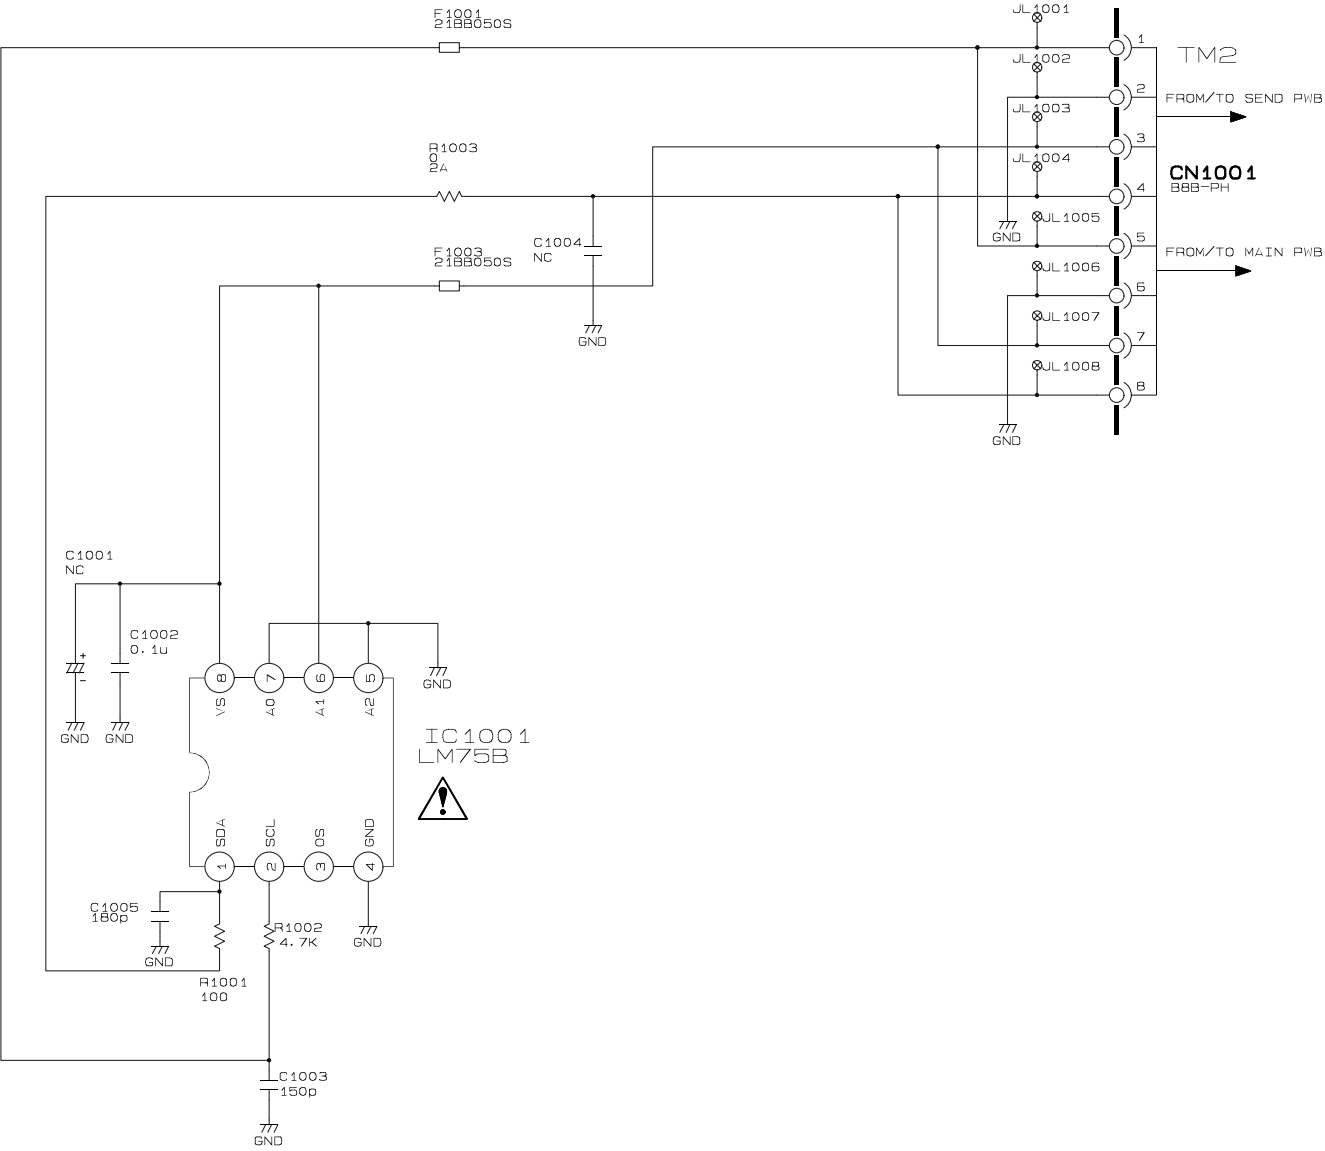 F1001
21BB050S
JL1001
1
TM2
JL1002
2
FROM/TO SEND PWB
JL1003
3
R1003
0
2A
JL1004
4
CN1001
B8B-PH
JL1005
GND
5
C1004
NC
F1003
21BB050S
FROM/TO MAIN PWB
JL1006
6
JL1007
7
GND
JL1008
8
GND
C1001
NC
C1002
0.1u
+
-
8
7
6
5
GND
VS
A0
A1
A2
GND
GND
IC1001
LM75B
SDA
SCL
OS
GND
1
2
3
4
C1005
180p
R1002
4.7K
GND
GND
R1001
100
C1003
150p
GND